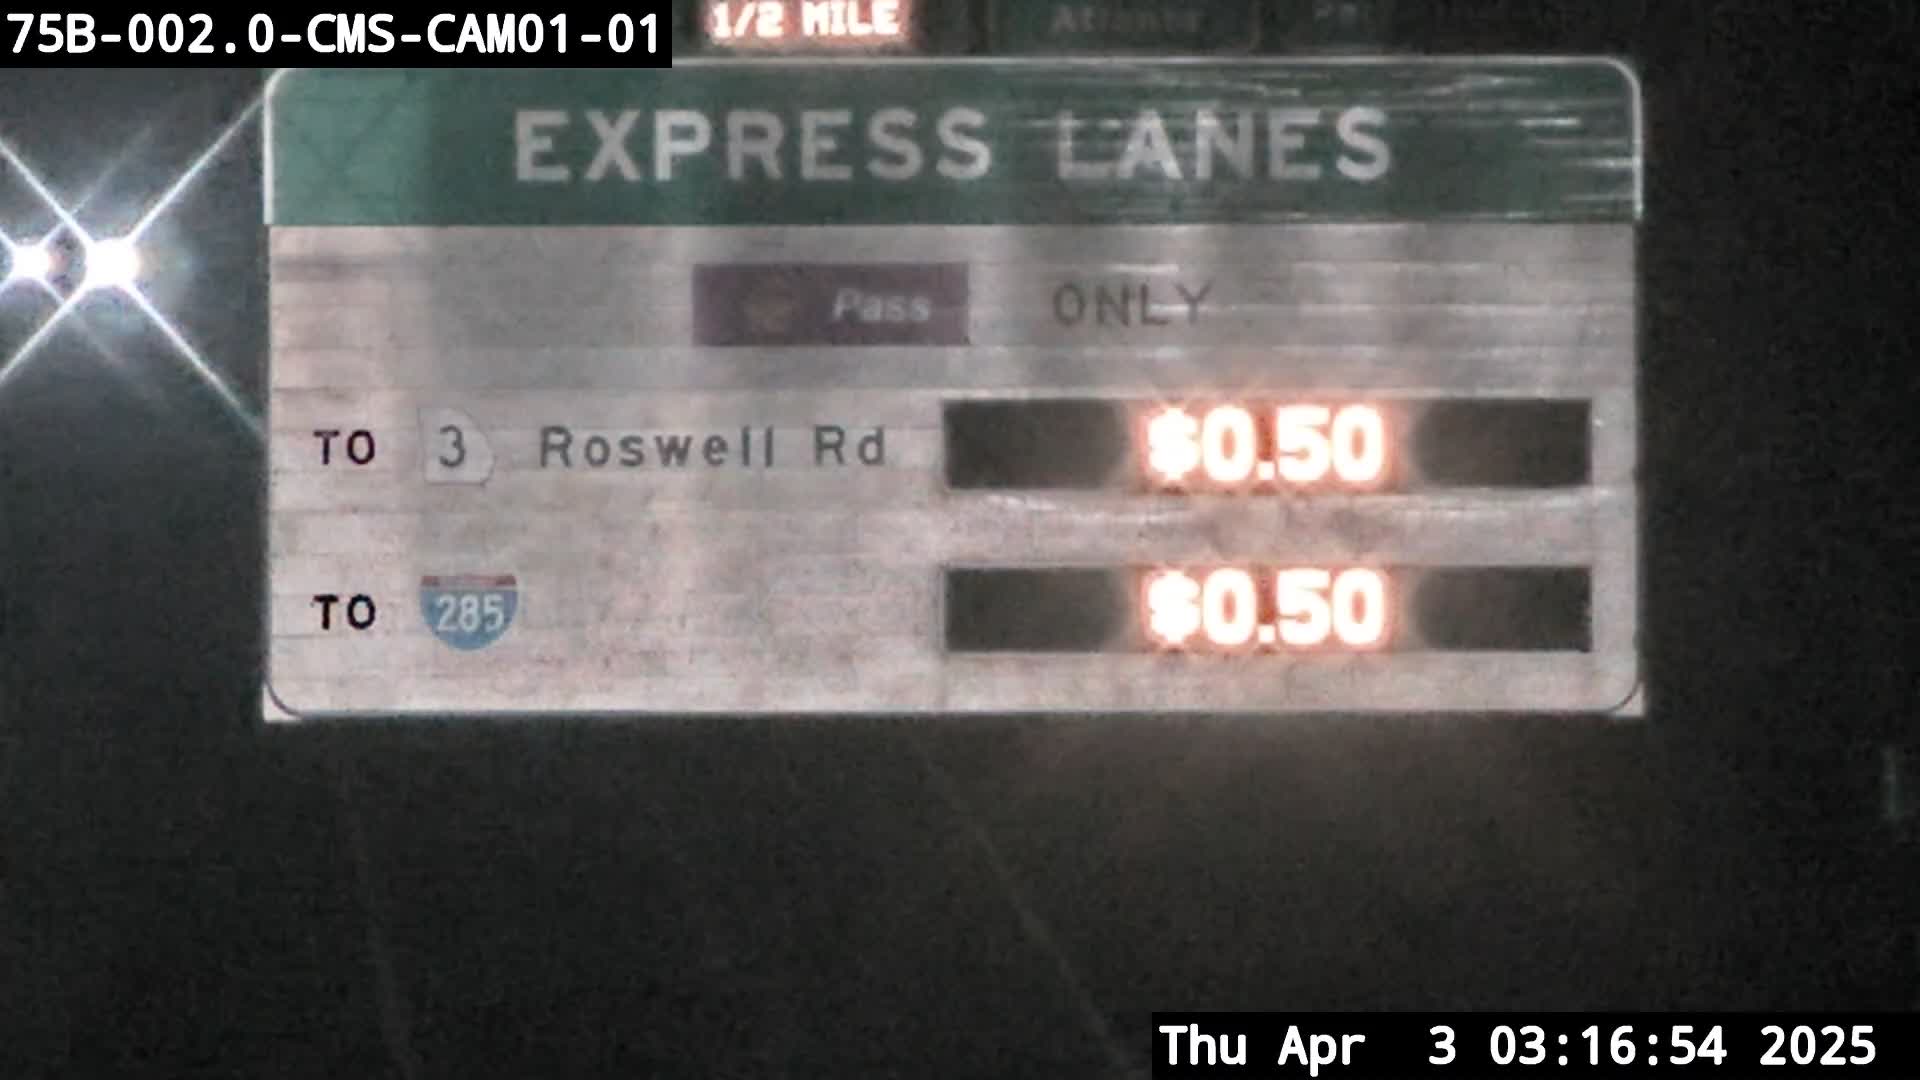 75B-002.0-CMS-CAM01-01
1/2 MILE
Atlanta
EXPRESS LANES
Pass ONLY
TO 3 Roswell Rd $0.50
TO 285 $0.50
Thu Apr 3 03:16:54 2025